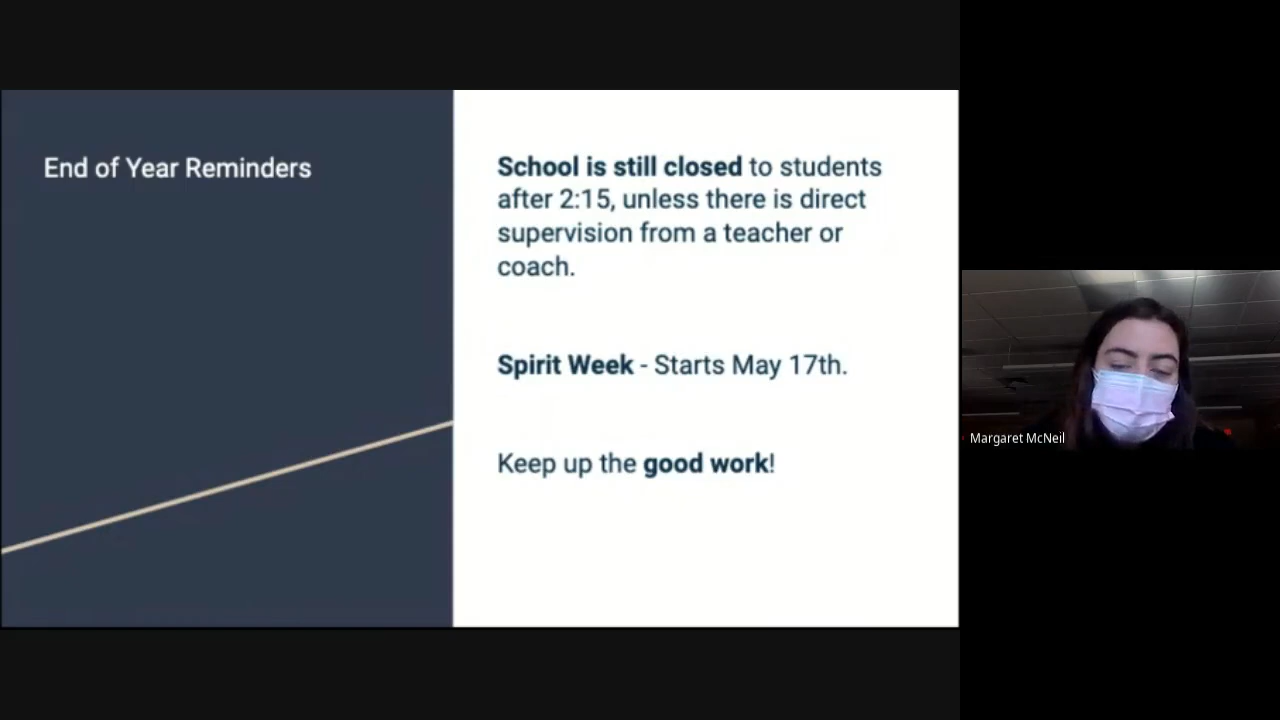 End of Year Reminders
School is still closed to students
after 2:15, unless there is direct
supervision from a teacher or
coach.
Spirit Week - Starts May 17th.
Keep up the good work!
Margaret McNeil